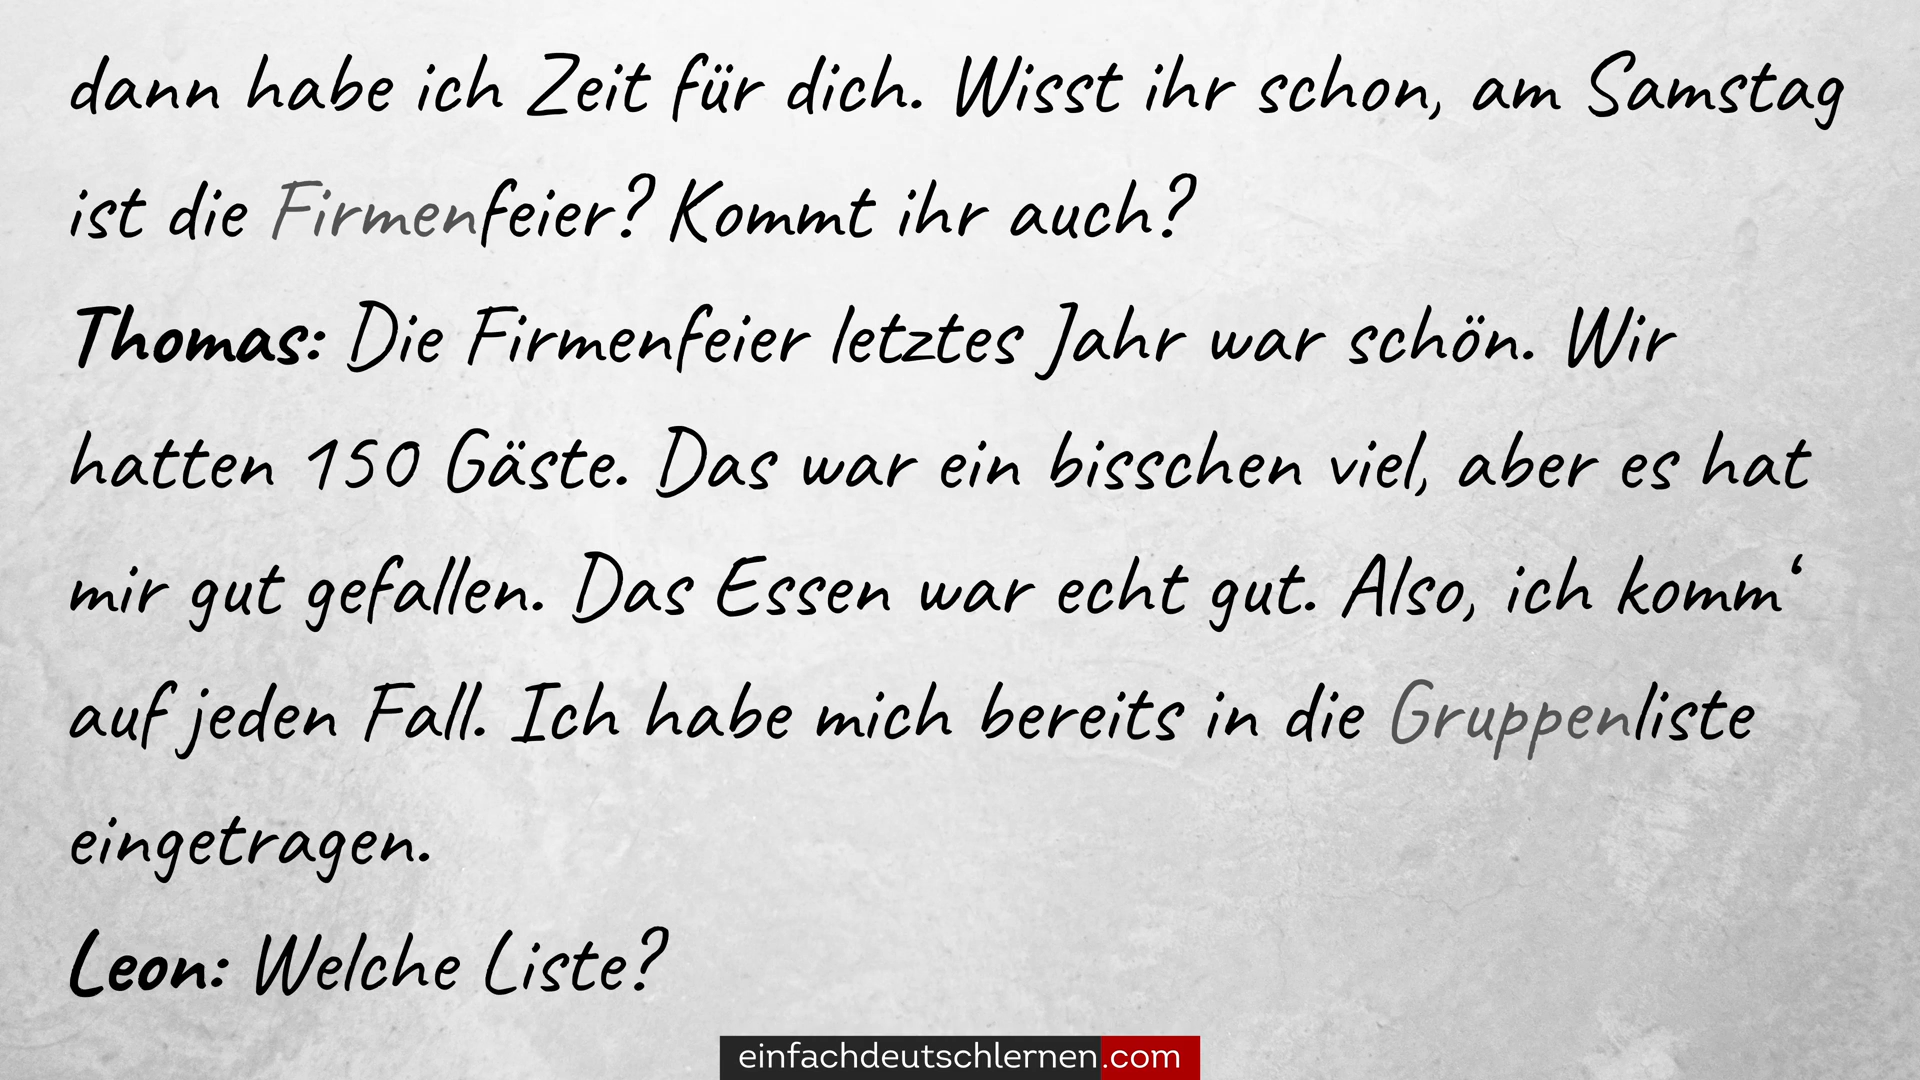 dann habe ich Zeit für dich. Wisst ihr schon, am Samstag
ist die Firmenfeier? Kommt ihr auch?
Thomas: Die Firmenfeier letztes Jahr war schön. Wir
hatten 150 Gäste. Das war ein bisschen viel, aber es hat
mir gut gefallen. Das Essen war echt gut. Also, ich komm‘
auf jeden Fall. Ich habe mich bereits in die Gruppenliste
eingetragen.
Leon: Welche Liste?
einfachdeutschlernen.com